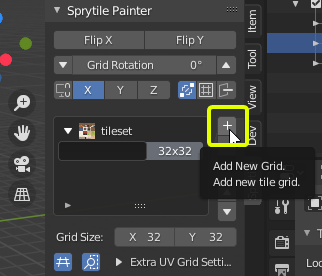 Sprytile Painter
Flip X Flip Y
Grid Rotation 0°
X Y Z
tileset
32x32
Add New Grid.
Add new tile grid.
Grid Size: X 32 Y 32
Extra UV Grid Setti...
Item
Tool
View
Dev